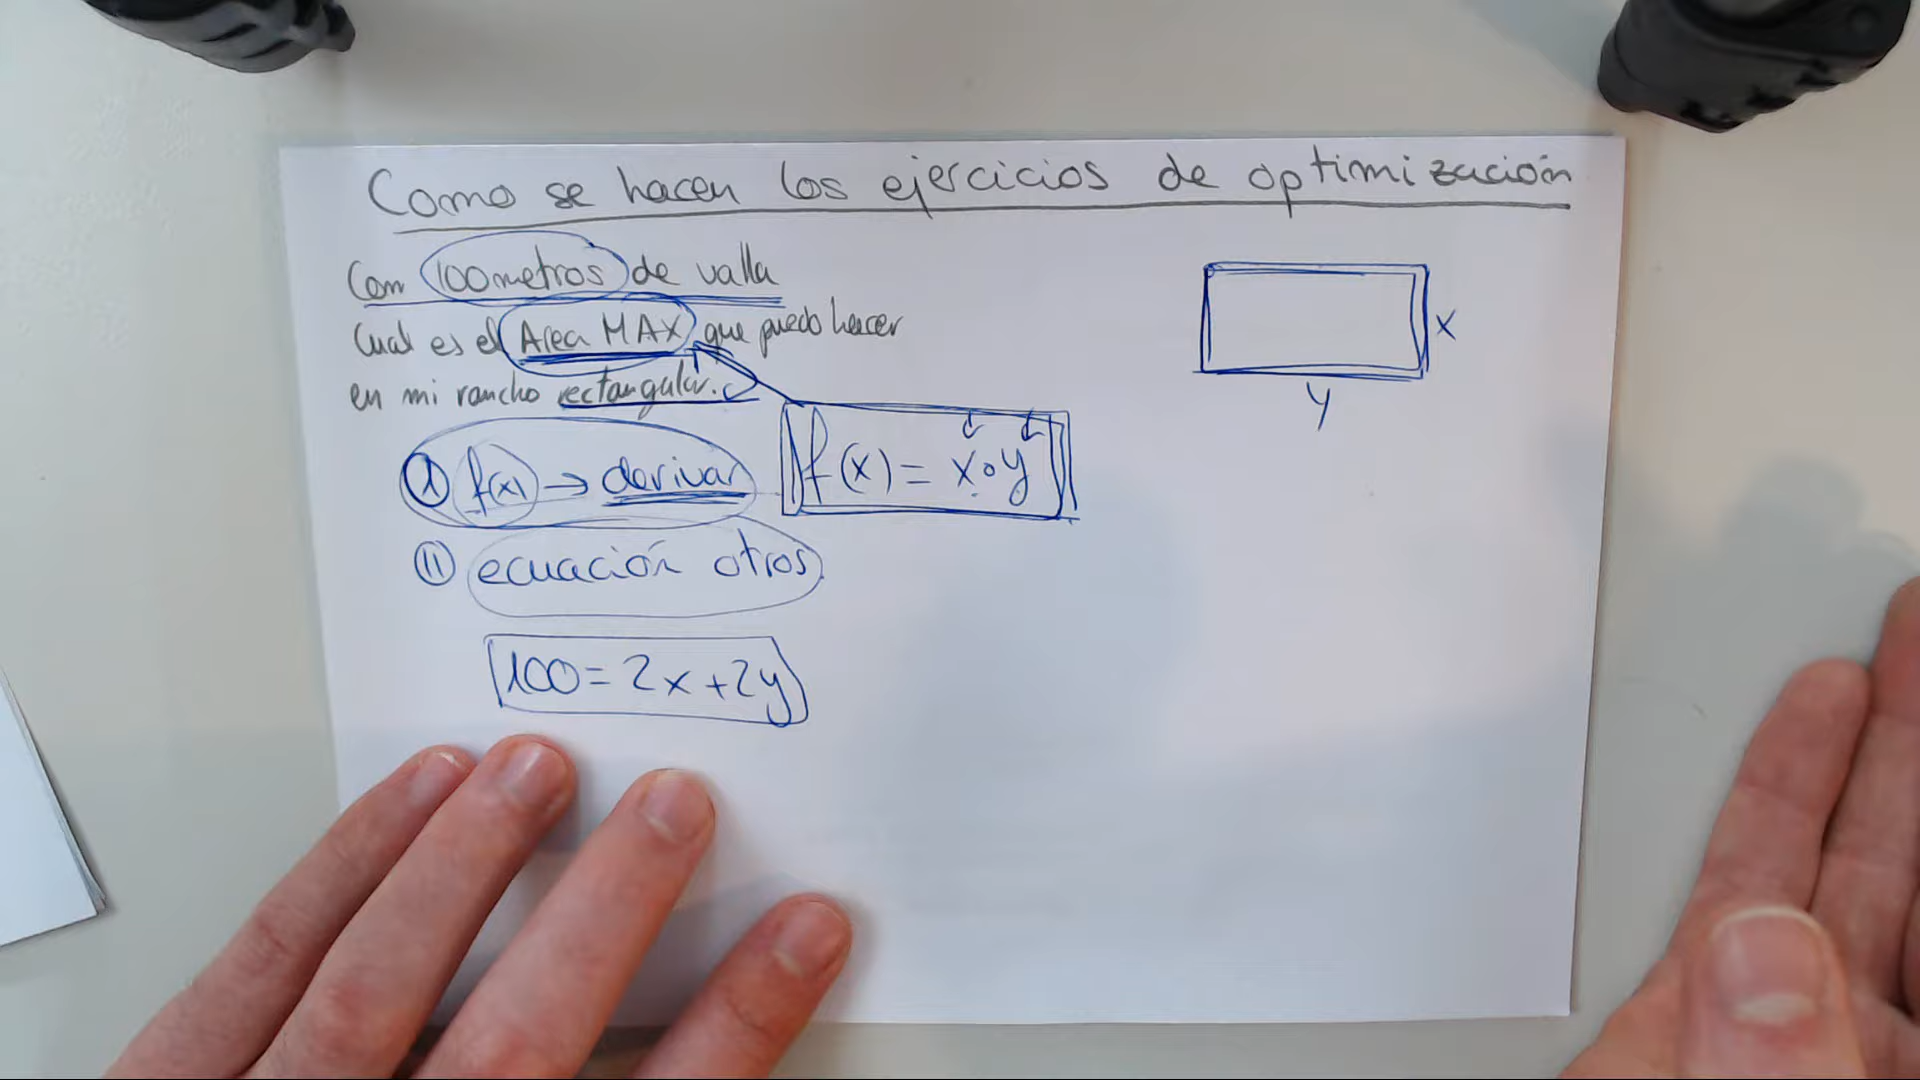 Como se hacen los ejercicios de optimización
Con 100 metros de valla
Cual es el Area MAX que puedo hacer
en mi rancho rectangular.
x
y
I f(x) → derivar
f(x) = x∘y
II ecuación otros
100 = 2x + 2y